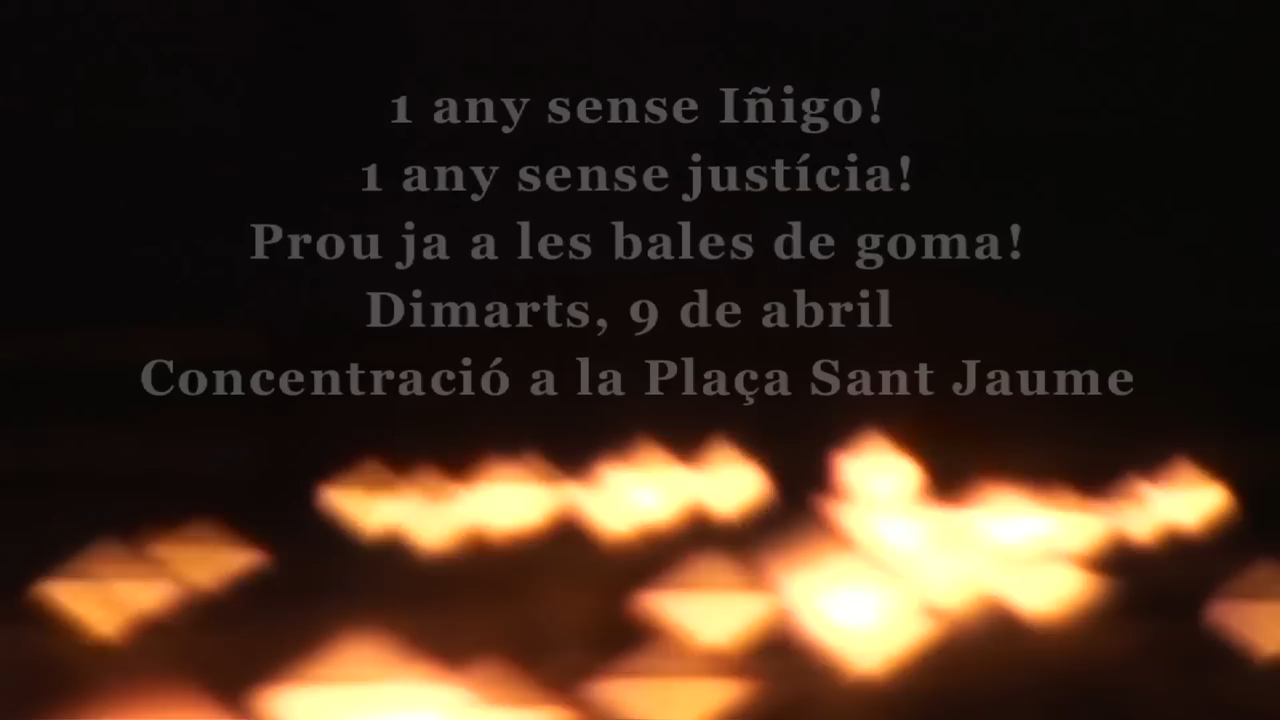 1 any sense Iñigo!
1 any sense justícia!
Prou ja a les bales de goma!
Dimarts, 9 de abril
Concentració a la Plaça Sant Jaume